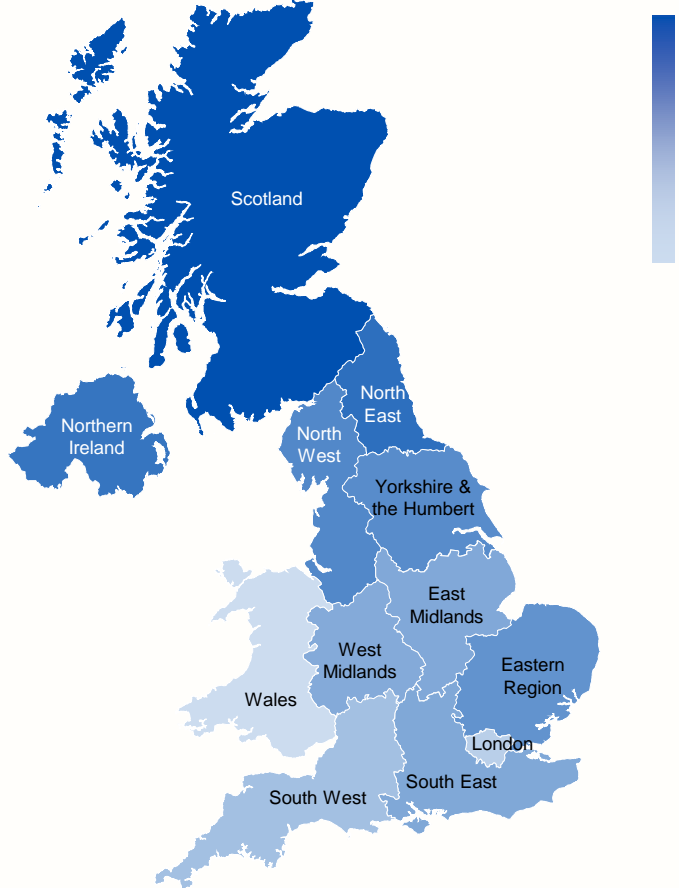 Scotland
North
East
Northern
Ireland
North
West
Yorkshire &
the Humbert
East
Midlands
West
Midlands
Eastern
Region
Wales
London
South East
South West